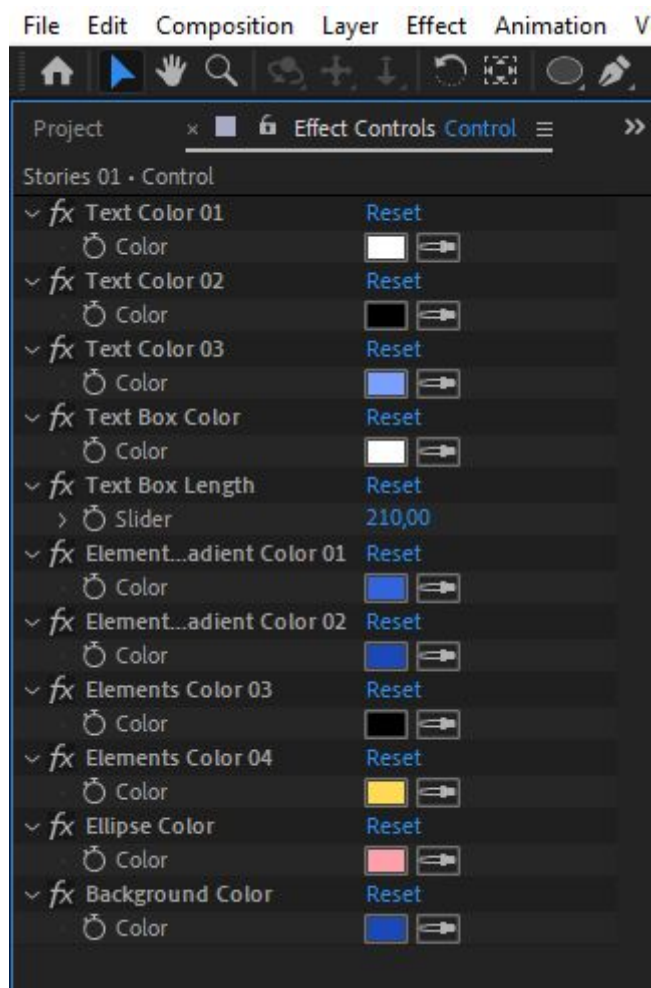 File Edit Composition Layer Effect Animation V
Project × Effect Controls Control ≡ »
Stories 01 • Control
fx Text Color 01 Reset
Color
fx Text Color 02 Reset
Color
fx Text Color 03 Reset
Color
fx Text Box Color Reset
Color
fx Text Box Length Reset
Slider 210,00
fx Element...adient Color 01 Reset
Color
fx Element...adient Color 02 Reset
Color
fx Elements Color 03 Reset
Color
fx Elements Color 04 Reset
Color
fx Ellipse Color Reset
Color
fx Background Color Reset
Color